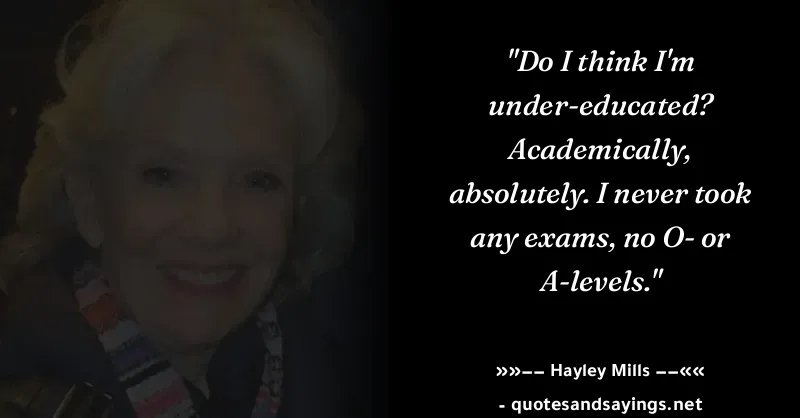 "Do I think I'm
under-educated?
Academically,
absolutely. I never took
any exams, no O- or
A-levels."
»»−− Hayley Mills −−««
- quotesandsayings.net